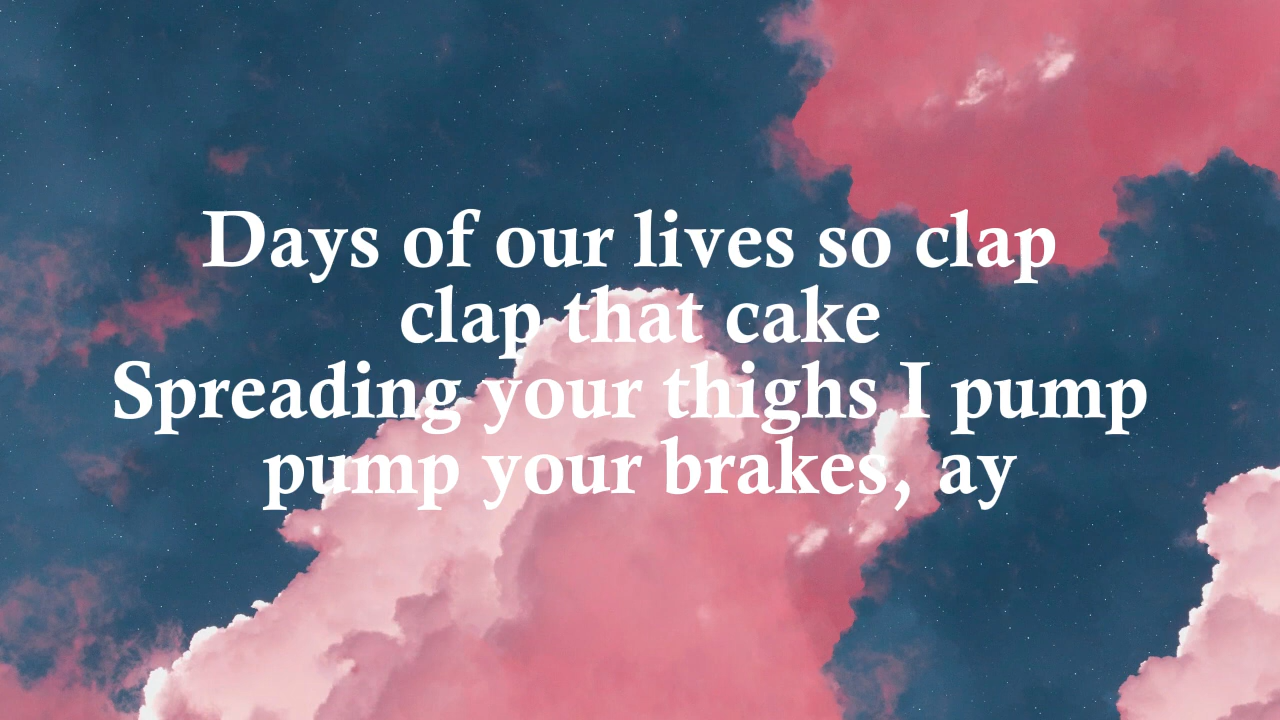 Days of our lives so clap
clap that cake
Spreading your thighs I pump
pump your brakes, ay